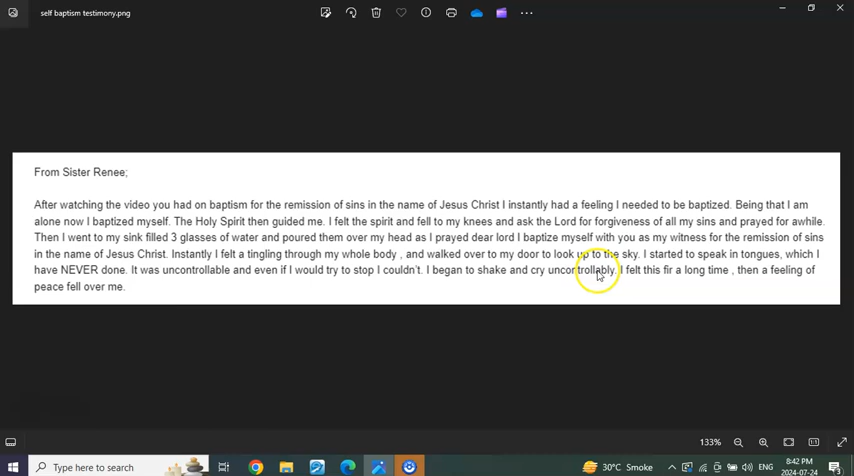 self baptism testimony.png
From Sister Renee;
After watching the video you had on baptism for the remission of sins in the name of Jesus Christ I instantly had a feeling I needed to be baptized. Being that I am
alone now I baptized myself. The Holy Spirit then guided me. I felt the spirit and fell to my knees and ask the Lord for forgiveness of all my sins and prayed for awhile.
Then I went to my sink filled 3 glasses of water and poured them over my head as I prayed dear lord I baptize myself with you as my witness for the remission of sins
in the name of Jesus Christ. Instantly I felt a tingling through my whole body , and walked over to my door to look up to the sky. I started to speak in tongues, which I
have NEVER done. It was uncontrollable and even if I would try to stop I couldn't. I began to shake and cry uncontrollably. I felt this fir a long time , then a feeling of
peace fell over me.
133%
Type here to search
30°C Smoke
ENG
8:42 PM
2024-07-24
3